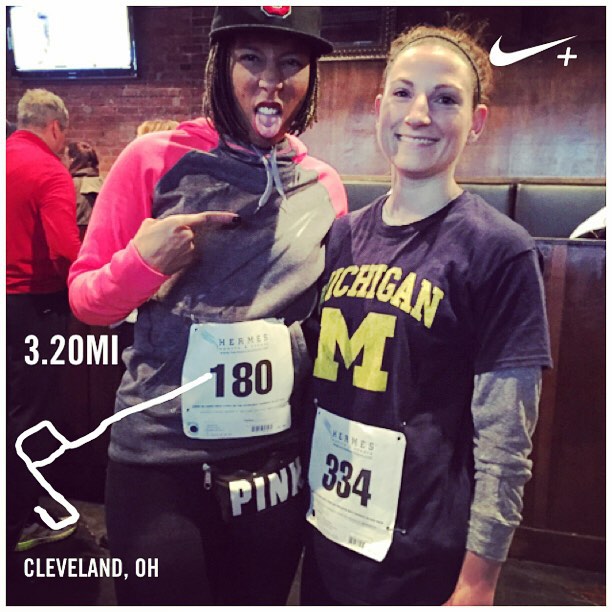 +
MICHIGAN
M
3.20MI
HERMES
180
HERMES
334
PINK
CLEVELAND, OH